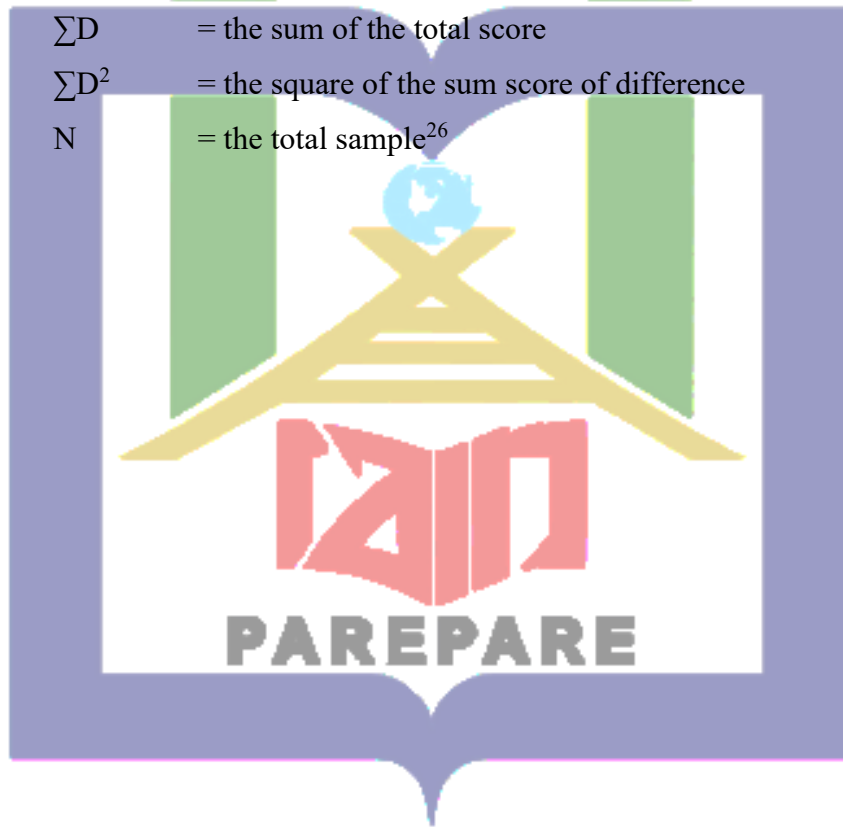 ∑D = the sum of the total score
∑D² = the square of the sum score of difference
N = the total sample²⁶
iain
PAREPARE